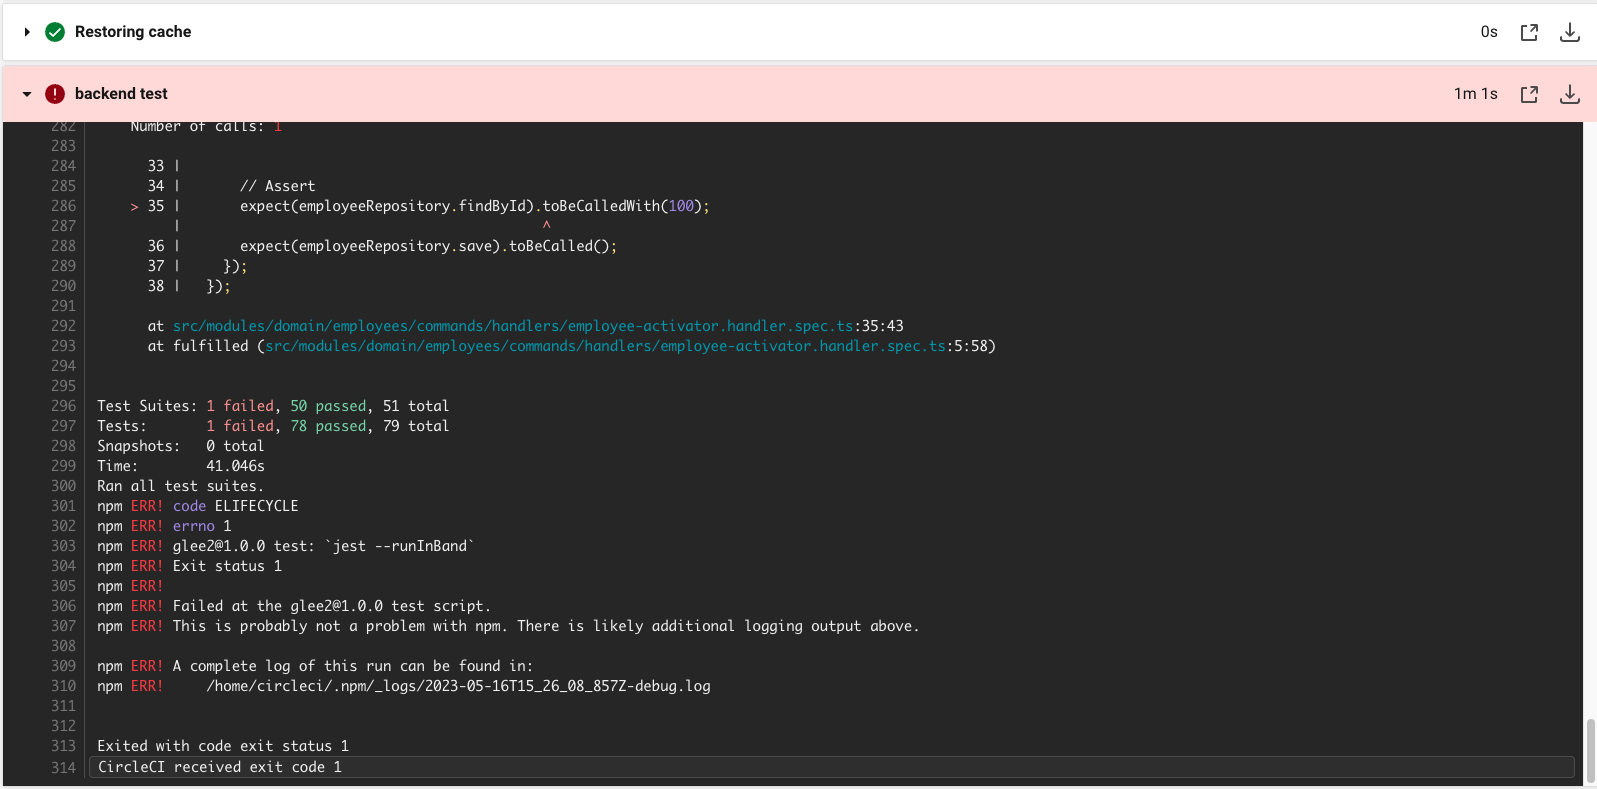 Restoring cache 0s
backend test 1m 1s
282 Number of calls: 1
283
284 33 |
285 34 | // Assert
286 > 35 | expect(employeeRepository.findById).toBeCalledWith(100);
287 | ^
288 36 | expect(employeeRepository.save).toBeCalled();
289 37 | });
290 38 | });
291
292 at src/modules/domain/employees/commands/handlers/employee-activator.handler.spec.ts:35:43
293 at fulfilled (src/modules/domain/employees/commands/handlers/employee-activator.handler.spec.ts:5:58)
294
295
296 Test Suites: 1 failed, 50 passed, 51 total
297 Tests: 1 failed, 78 passed, 79 total
298 Snapshots: 0 total
299 Time: 41.046s
300 Ran all test suites.
301 npm ERR! code ELIFECYCLE
302 npm ERR! errno 1
303 npm ERR! glee2@1.0.0 test: `jest --runInBand`
304 npm ERR! Exit status 1
305 npm ERR!
306 npm ERR! Failed at the glee2@1.0.0 test script.
307 npm ERR! This is probably not a problem with npm. There is likely additional logging output above.
308
309 npm ERR! A complete log of this run can be found in:
310 npm ERR! /home/circleci/.npm/_logs/2023-05-16T15_26_08_857Z-debug.log
311
312
313 Exited with code exit status 1
314 CircleCI received exit code 1